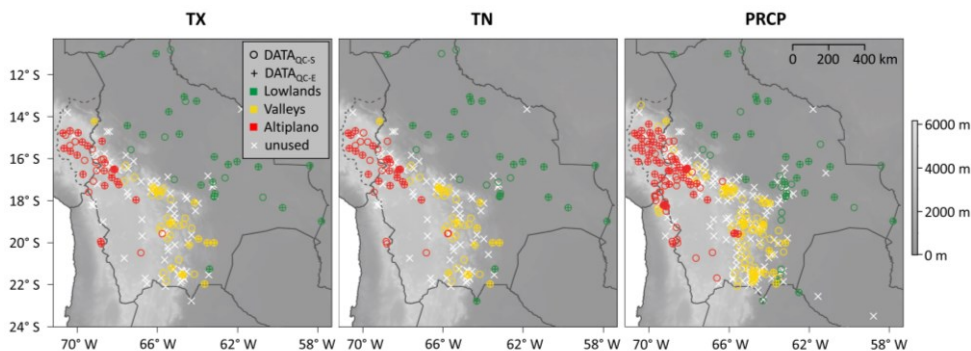 TX TN PRCP
DATA_QC-S
DATA_QC-E
Lowlands
Valleys
Altiplano
unused
0 200 400 km
12° S
14° S
16° S
18° S
20° S
22° S
24° S
6000 m
4000 m
2000 m
0 m
70° W 66° W 62° W 58° W 70° W 66° W 62° W 58° W 70° W 66° W 62° W 58° W